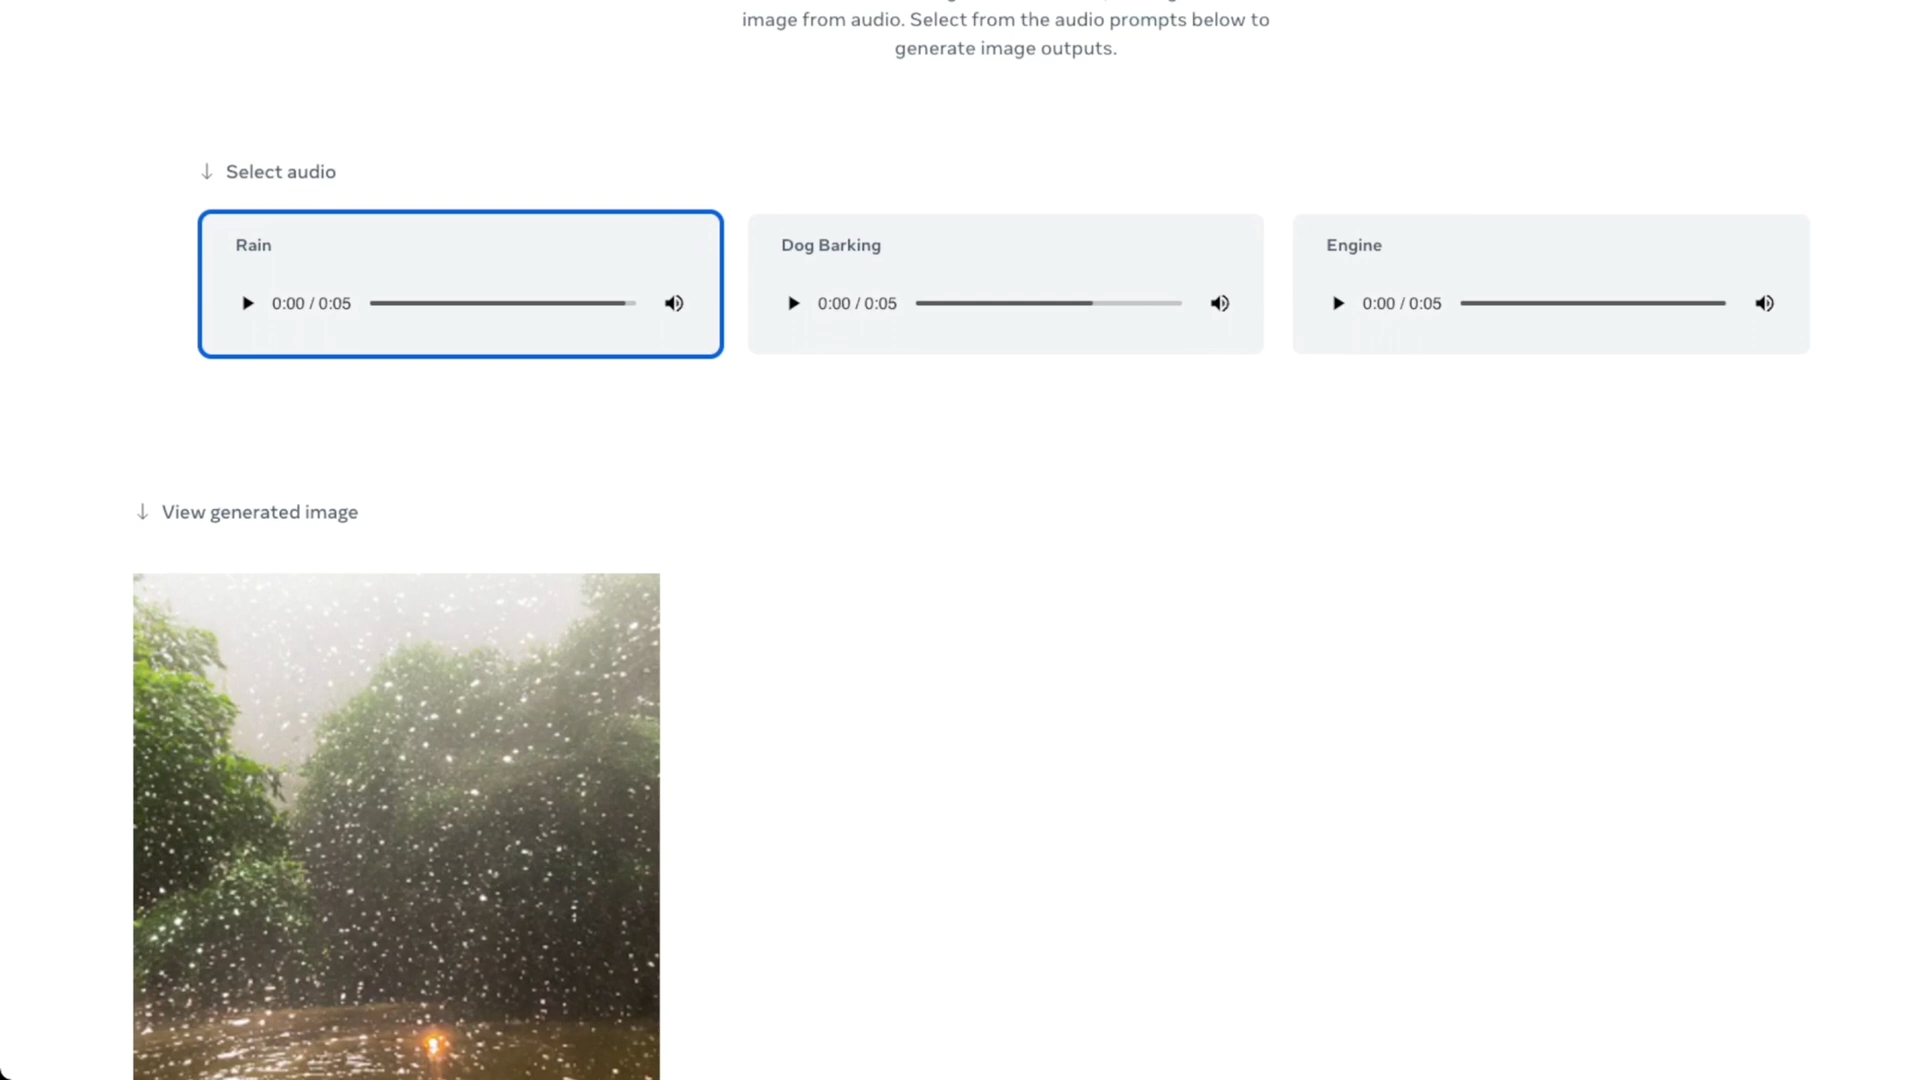 image from audio. Select from the audio prompts below to
generate image outputs.
↓ Select audio
Rain
0:00 / 0:05
Dog Barking
0:00 / 0:05
Engine
0:00 / 0:05
↓ View generated image